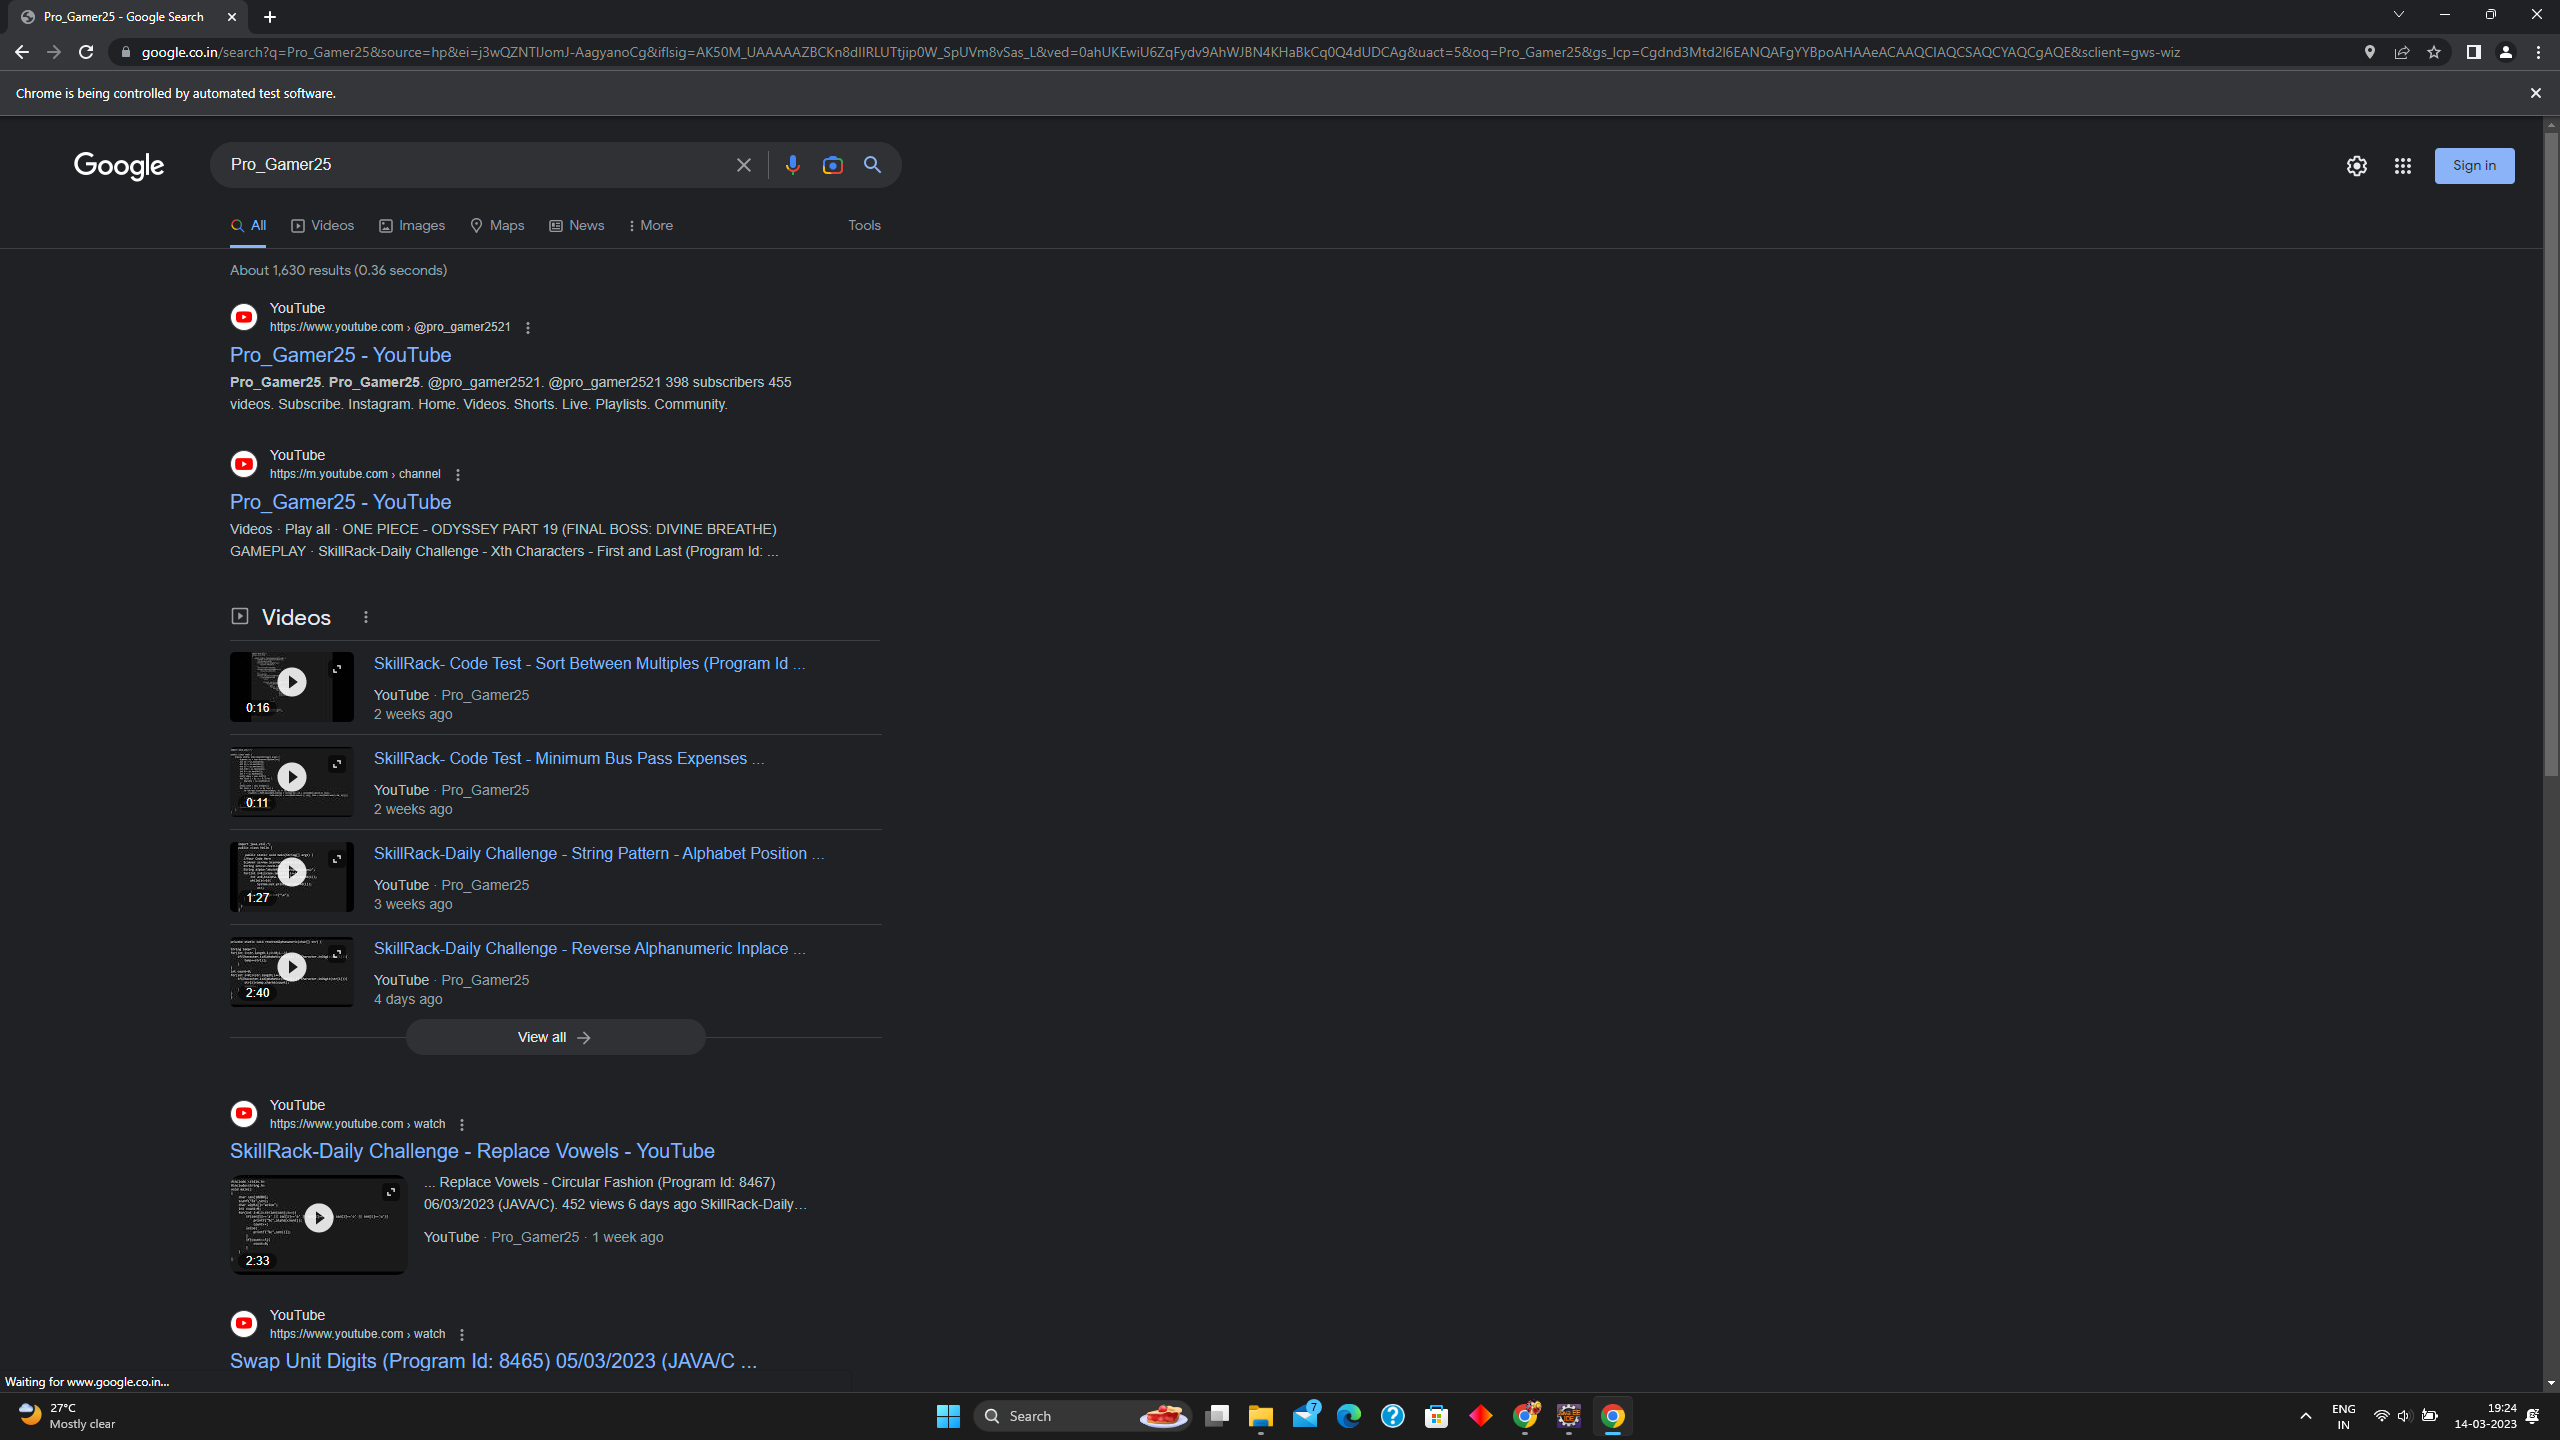 Pro_Gamer25 - Google Search
google.co.in/search?q=Pro_Gamer25&source=hp&ei=j3wQZNTIJomJ-AagyanoCg&iflsig=AK50M_UAAAAAZBCKn8dIIRLUTtjip0W_SpUVm8vSas_L&ved=0ahUKEwiU6ZqFydv9AhWJBN4KHaBkCq0Q4dUDCAg&uact=5&oq=Pro_Gamer25&gs_lcp=Cgdnd3Mtd2l6EANQAFgYYBpoAHAAeACAAQCIAQCSAQCYAQCgAQE&sclient=gws-wiz
Chrome is being controlled by automated test software.
Google
Pro_Gamer25
Sign in
All Videos Images Maps News More Tools
About 1,630 results (0.36 seconds)
YouTube
https://www.youtube.com › @pro_gamer2521
Pro_Gamer25 - YouTube
Pro_Gamer25. Pro_Gamer25. @pro_gamer2521. @pro_gamer2521 398 subscribers 455
videos. Subscribe. Instagram. Home. Videos. Shorts. Live. Playlists. Community.
YouTube
https://m.youtube.com › channel
Pro_Gamer25 - YouTube
Videos · Play all · ONE PIECE - ODYSSEY PART 19 (FINAL BOSS: DIVINE BREATHE)
GAMEPLAY · SkillRack-Daily Challenge - Xth Characters - First and Last (Program Id: ...
Videos
SkillRack- Code Test - Sort Between Multiples (Program Id ...
YouTube · Pro_Gamer25
0:16
2 weeks ago
SkillRack- Code Test - Minimum Bus Pass Expenses ...
YouTube · Pro_Gamer25
0:11
2 weeks ago
SkillRack-Daily Challenge - String Pattern - Alphabet Position ...
YouTube · Pro_Gamer25
1:27
3 weeks ago
SkillRack-Daily Challenge - Reverse Alphanumeric Inplace ...
YouTube · Pro_Gamer25
2:40
4 days ago
View all
YouTube
https://www.youtube.com › watch
SkillRack-Daily Challenge - Replace Vowels - YouTube
... Replace Vowels - Circular Fashion (Program Id: 8467)
06/03/2023 (JAVA/C). 452 views 6 days ago SkillRack-Daily...
YouTube · Pro_Gamer25 · 1 week ago
2:33
YouTube
https://www.youtube.com › watch
Swap Unit Digits (Program Id: 8465) 05/03/2023 (JAVA/C ...
Waiting for www.google.co.in...
27°C
Mostly clear
Search
7
ENG
IN
19:24
14-03-2023